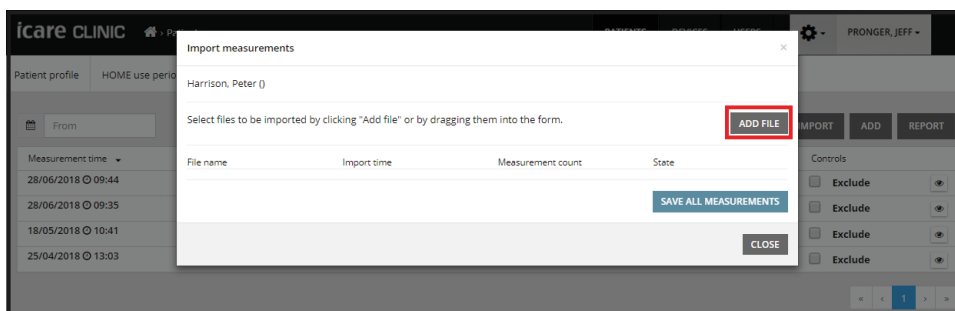 icare CLINIC
PATIENTS DEVICES USERS
PRONGER, JEFF
Patient profile HOME use perio
Import measurements ×
Harrison, Peter ()
Select files to be imported by clicking "Add file" or by dragging them into the form. ADD FILE
File name Import time Measurement count State
SAVE ALL MEASUREMENTS
CLOSE
From IMPORT ADD REPORT
Measurement time Controls
28/06/2018 09:44 Exclude
28/06/2018 09:35 Exclude
18/05/2018 10:41 Exclude
25/04/2018 13:03 Exclude
« ‹ 1 › »